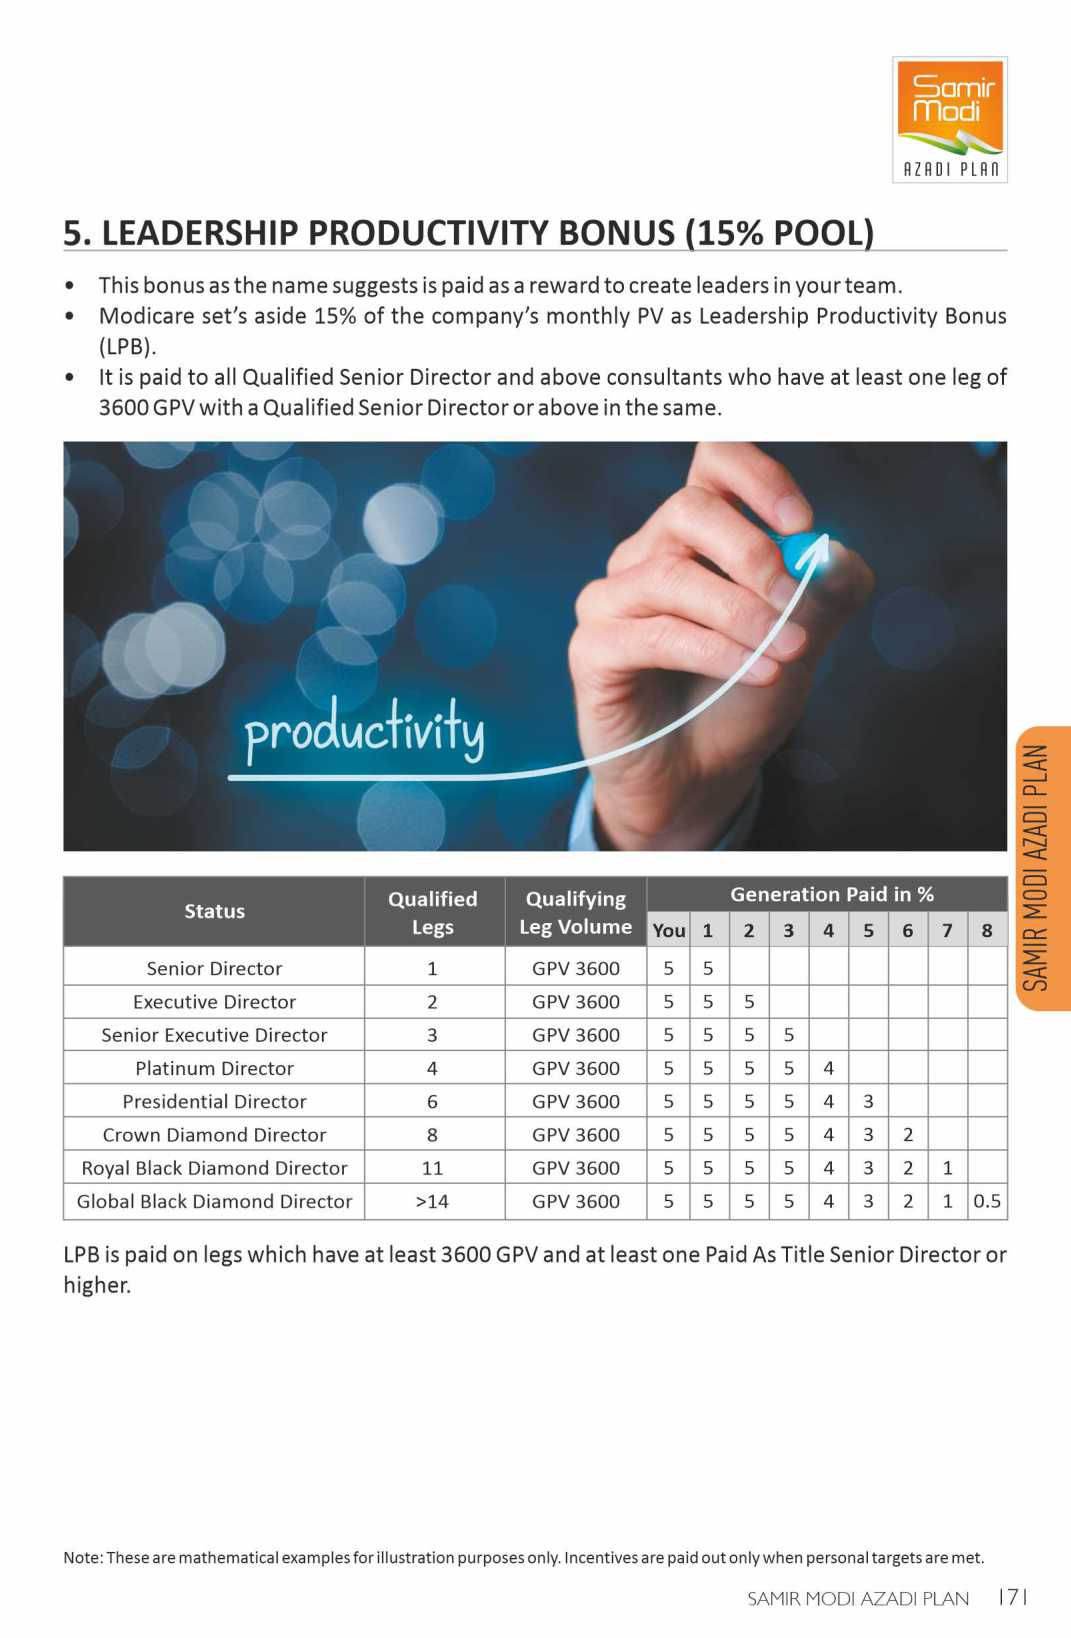 Samir
Modi
AZADI PLAN
5. LEADERSHIP PRODUCTIVITY BONUS (15% POOL)
• This bonus as the name suggests is paid as a reward to create leaders in your team.
• Modicare set's aside 15% of the company's monthly PV as Leadership Productivity Bonus
(LPB).
• It is paid to all Qualified Senior Director and above consultants who have at least one leg of
3600 GPV with a Qualified Senior Director or above in the same.
productivity
SAMIR MODI AZADI PLAN
Status Qualified Legs Qualifying Leg Volume Generation Paid in %
You 1 2 3 4 5 6 7 8
Senior Director 1 GPV 3600 5 5
Executive Director 2 GPV 3600 5 5 5
Senior Executive Director 3 GPV 3600 5 5 5 5
Platinum Director 4 GPV 3600 5 5 5 5 4
Presidential Director 6 GPV 3600 5 5 5 5 4 3
Crown Diamond Director 8 GPV 3600 5 5 5 5 4 3 2
Royal Black Diamond Director 11 GPV 3600 5 5 5 5 4 3 2 1
Global Black Diamond Director >14 GPV 3600 5 5 5 5 4 3 2 1 0.5
LPB is paid on legs which have at least 3600 GPV and at least one Paid As Title Senior Director or
higher.
Note: These are mathematical examples for illustration purposes only. Incentives are paid out only when personal targets are met.
SAMIR MODI AZADI PLAN 171